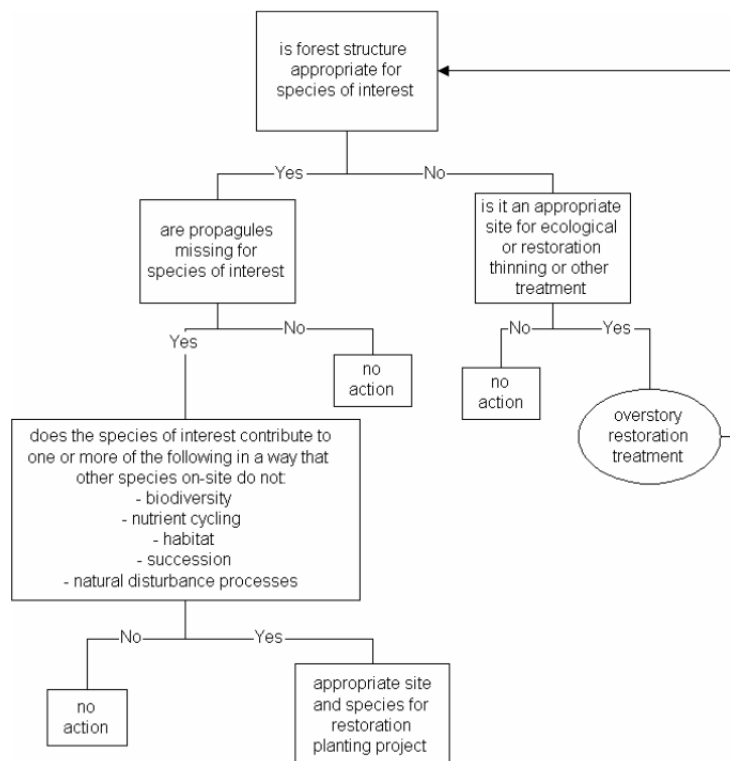 is forest structure
appropriate for
species of interest
Yes
No
are propagules
missing for
species of interest
is it an appropriate
site for ecological
or restoration
thinning or other
treatment
Yes
No
no
action
No
Yes
no
action
overstory
restoration
treatment
does the species of interest contribute to
one or more of the following in a way that
other species on-site do not:
- biodiversity
- nutrient cycling
- habitat
- succession
- natural disturbance processes
No
Yes
no
action
appropriate site
and species for
restoration
planting project